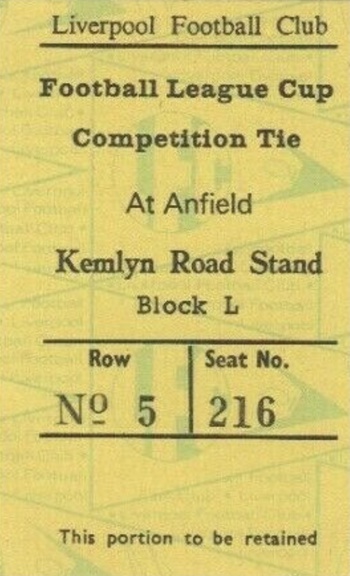 Liverpool Football Club
Football League Cup
Competition Tie
At Anfield
Kemlyn Road Stand
Block L
Row Seat No.
Nº 5 216
This portion to be retained